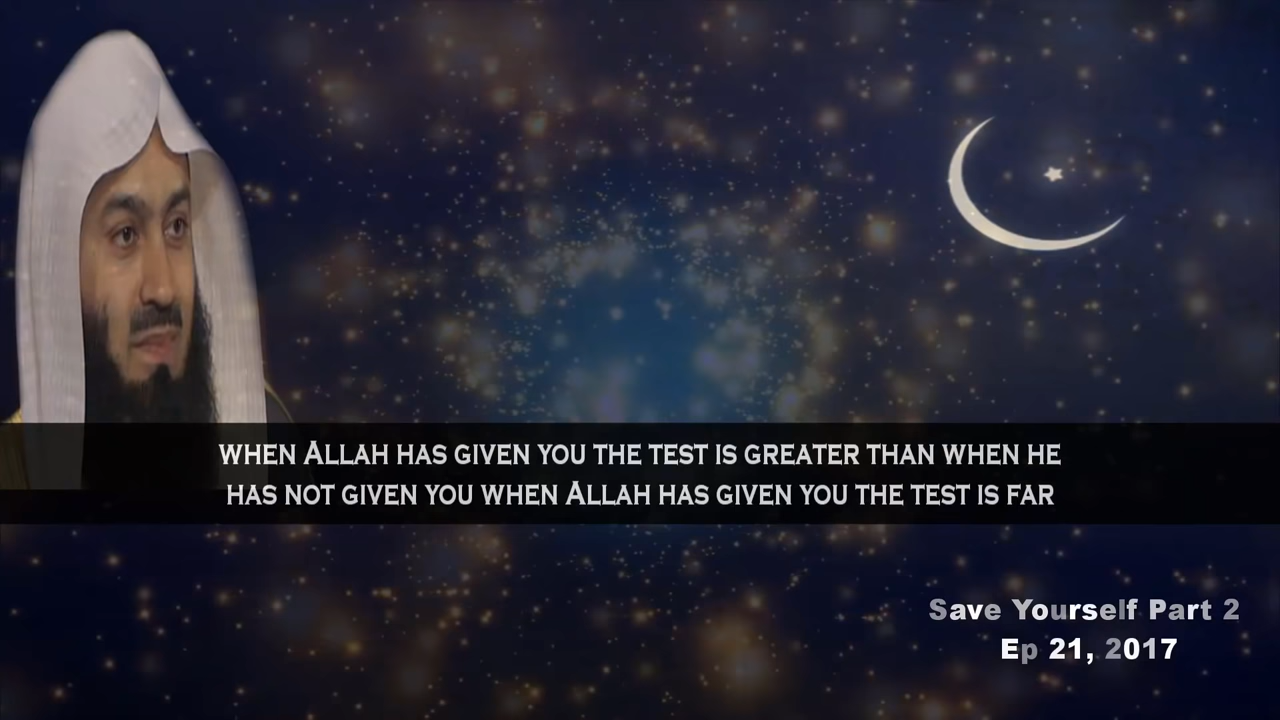 WHEN ALLAH HAS GIVEN YOU THE TEST IS GREATER THAN WHEN HE
HAS NOT GIVEN YOU WHEN ALLAH HAS GIVEN YOU THE TEST IS FAR
Save Yourself Part 2
Ep 21, 2017